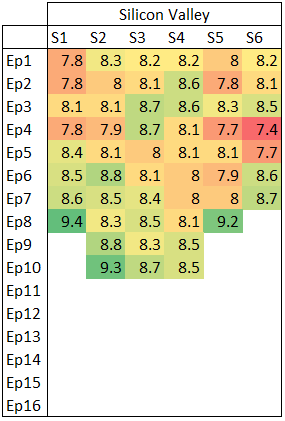 Silicon Valley
S1 S2 S3 S4 S5 S6
Ep1 7.8 8.3 8.2 8.2 8 8.2
Ep2 7.8 8 8.1 8.6 7.8 8.1
Ep3 8.1 8.1 8.7 8.6 8.3 8.5
Ep4 7.8 7.9 8.7 8.1 7.7 7.4
Ep5 8.4 8.1 8 8.1 8.1 7.7
Ep6 8.5 8.8 8.1 8 7.9 8.6
Ep7 8.6 8.5 8.4 8 8 8.7
Ep8 9.4 8.3 8.5 8.1 9.2
Ep9 8.8 8.3 8.5
Ep10 9.3 8.7 8.5
Ep11
Ep12
Ep13
Ep14
Ep15
Ep16